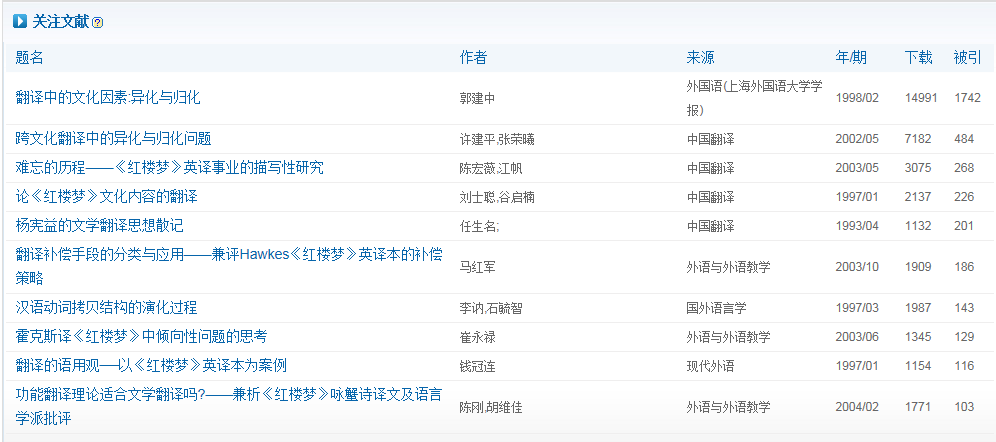 关注文献
题名 作者 来源 年/期 下载 被引
翻译中的文化因素:异化与归化 郭建中 外国语(上海外国语大学学报) 1998/02 14991 1742
跨文化翻译中的异化与归化问题 许建平,张荣曦 中国翻译 2002/05 7182 484
难忘的历程——《红楼梦》英译事业的描写性研究 陈宏薇,江帆 中国翻译 2003/05 3075 268
论《红楼梦》文化内容的翻译 刘士聪,谷启楠 中国翻译 1997/01 2137 226
杨宪益的文学翻译思想散记 任生名; 中国翻译 1993/04 1132 201
翻译补偿手段的分类与应用——兼评Hawkes《红楼梦》英译本的补偿
策略 马红军 外语与外语教学 2003/10 1909 186
汉语动词拷贝结构的演化过程 李讷,石毓智 国外语言学 1997/03 1987 143
霍克斯译《红楼梦》中倾向性问题的思考 崔永禄 外语与外语教学 2003/06 1345 129
翻译的语用观──以《红楼梦》英译本为案例 钱冠连 现代外语 1997/01 1154 116
功能翻译理论适合文学翻译吗?——兼析《红楼梦》咏蟹诗译文及语言
学派批评 陈刚,胡维佳 外语与外语教学 2004/02 1771 103